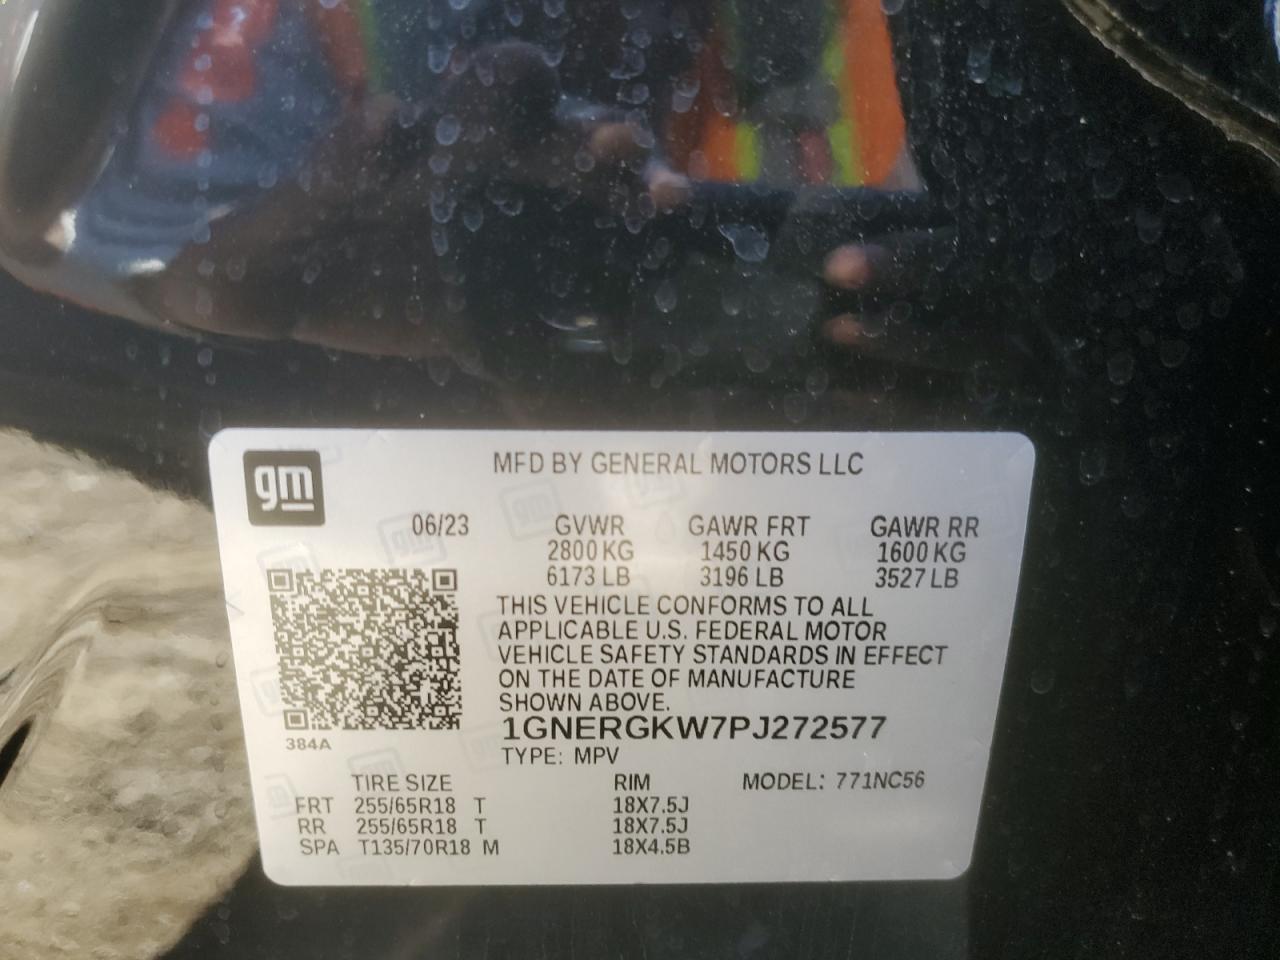 gm
MFD BY GENERAL MOTORS LLC
06/23 GVWR GAWR FRT GAWR RR
2800 KG 1450 KG 1600 KG
6173 LB 3196 LB 3527 LB
THIS VEHICLE CONFORMS TO ALL
APPLICABLE U.S. FEDERAL MOTOR
VEHICLE SAFETY STANDARDS IN EFFECT
ON THE DATE OF MANUFACTURE
SHOWN ABOVE.
1GNERGKW7PJ272577
384A
TYPE: MPV
TIRE SIZE RIM MODEL: 771NC56
FRT 255/65R18 T 18X7.5J
RR 255/65R18 T 18X7.5J
SPA T135/70R18 M 18X4.5B